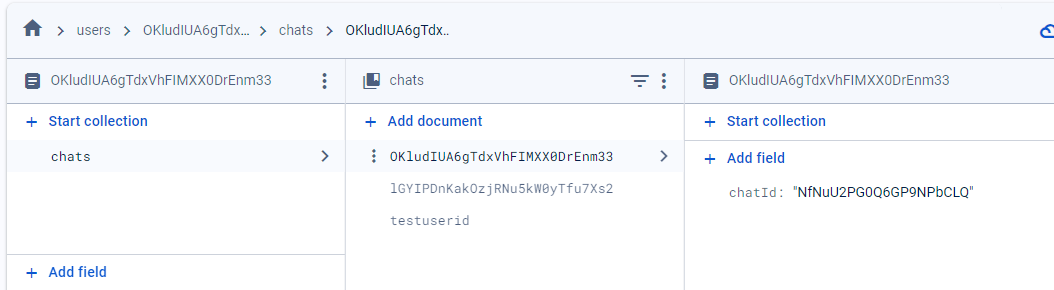 users > OKludIUA6gTdx... > chats > OKludIUA6gTdx..
OKludIUA6gTdxVhFIMXX0DrEnm33
Start collection
chats
Add field
chats
Add document
OKludIUA6gTdxVhFIMXX0DrEnm33
lGYIPDnKakOzjRNu5kW0yTfu7Xs2
testuserid
OKludIUA6gTdxVhFIMXX0DrEnm33
Start collection
Add field
chatId: "NfNuU2PG0Q6GP9NPbCLQ"